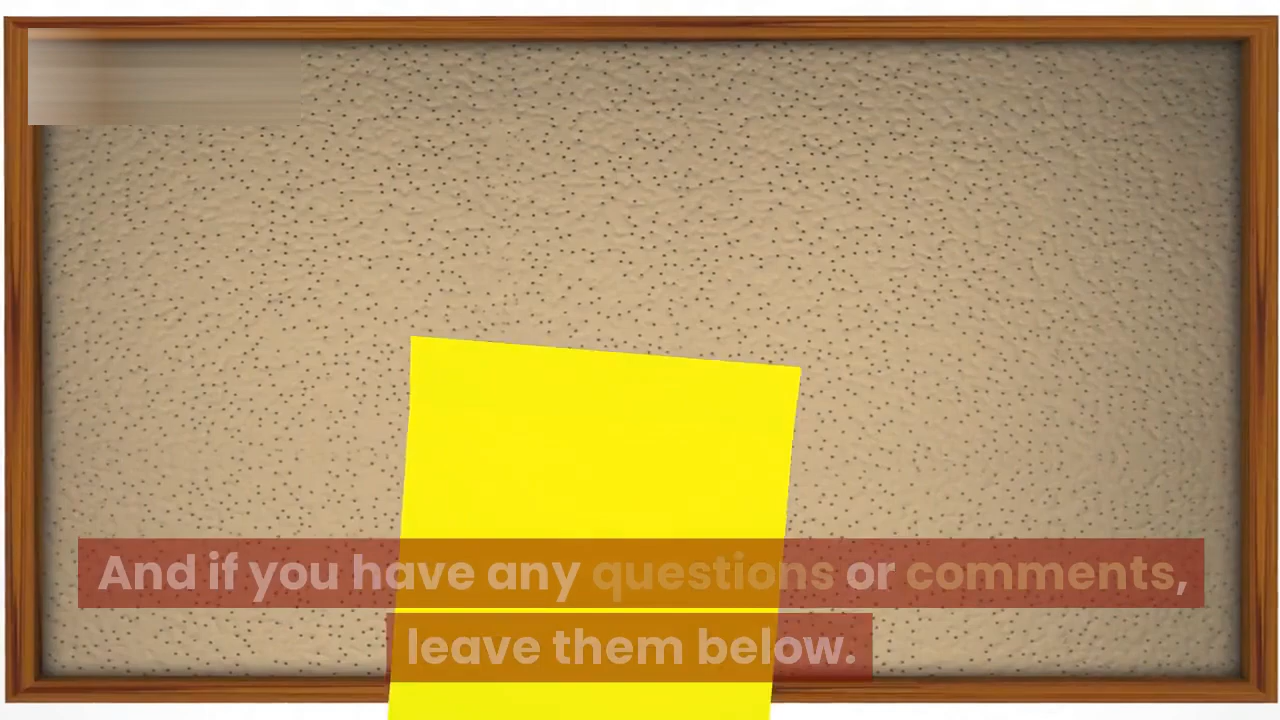 And if you have any questions or comments,
leave them below.